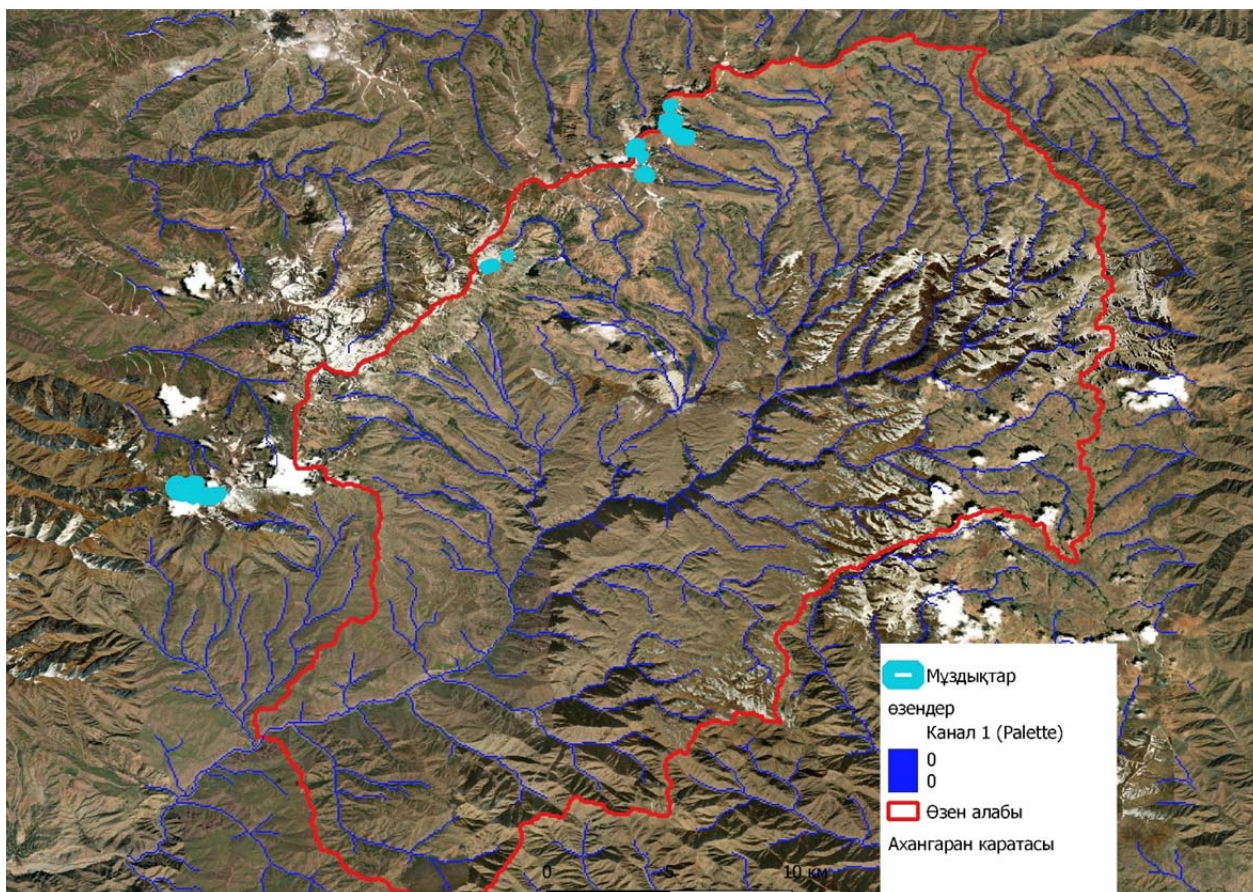 Мұздықтар
өзендер
Канал 1 (Palette)
0
0
Өзен алабы
Ахангаран каратасы
0 5 10 км